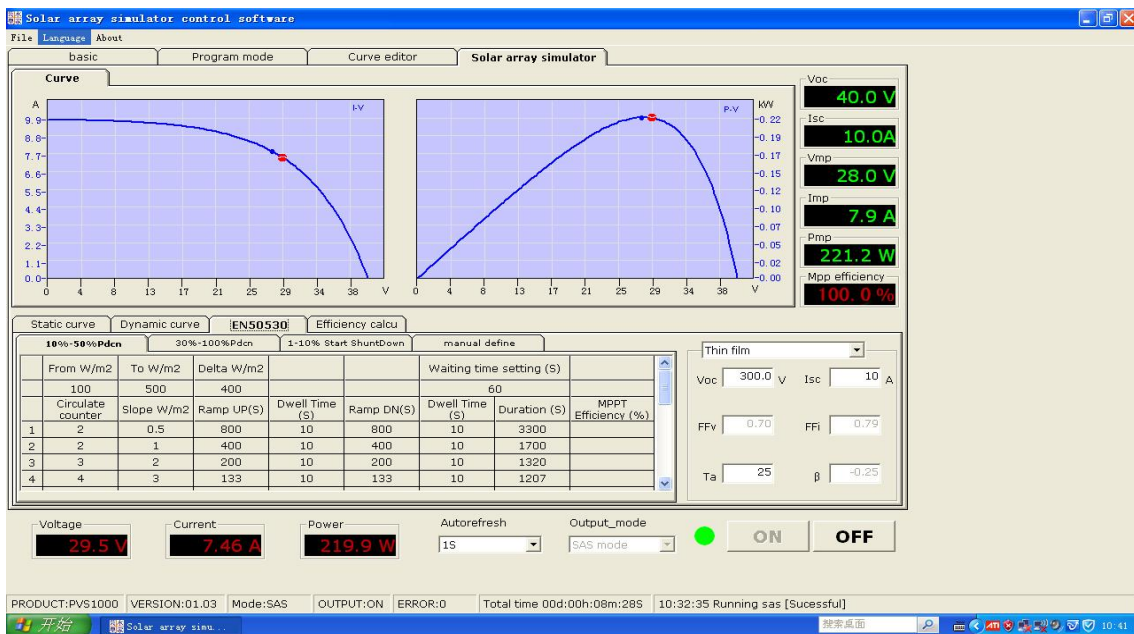 Solar array simulator control software
File Language About
basic Program mode Curve editor Solar array simulator
Curve
A I-V
9.9
8.8
7.7
6.6
5.5
4.4
3.3
2.2
1.1
0.0
0 4 8 13 17 21 25 29 34 38 V
P-V kW
0.22
0.19
0.17
0.15
0.12
0.10
0.07
0.05
0.02
0.00
0 4 8 13 17 21 25 29 34 38 V
Voc
40.0 V
Isc
10.0A
Vmp
28.0 V
Imp
7.9 A
Pmp
221.2 W
Mpp efficiency
100.0 %
Static curve Dynamic curve EN50530 Efficiency calcu
10%-50%Pdcn 30%-100%Pdcn 1-10% Start ShuntDown manual define
From W/m2 To W/m2 Delta W/m2 Waiting time setting (S)
100 500 400 60
Circulate counter Slope W/m2 Ramp UP(S) Dwell Time (S) Ramp DN(S) Dwell Time (S) Duration (S) MPPT Efficiency (%)
1 2 0.5 800 10 800 10 3300
2 2 1 400 10 400 10 1700
3 3 2 200 10 200 10 1320
4 4 3 133 10 133 10 1207
Thin film
Voc 300.0 V Isc 10 A
FFv 0.70 FFi 0.79
Ta 25 β -0.25
Voltage Current Power Autorefresh Output_mode
29.5 V 7.46 A 219.9 W 1S SAS mode ON OFF
PRODUCT:PVS1000 VERSION:01.03 Mode:SAS OUTPUT:ON ERROR:0 Total time 00d:00h:08m:28S 10:32:35 Running sas [Sucessful]
开始 Solar array simu... 搜索桌面 10:41